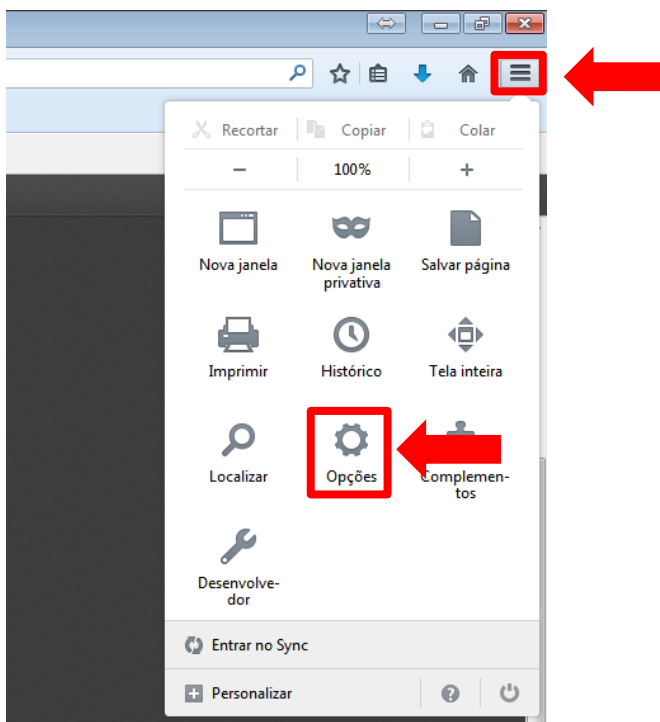 Recortar Copiar Colar
− 100% +
Nova janela Nova janela privativa Salvar página
Imprimir Histórico Tela inteira
Localizar Opções Complemen-
tos
Desenvolve-
dor
Entrar no Sync
Personalizar